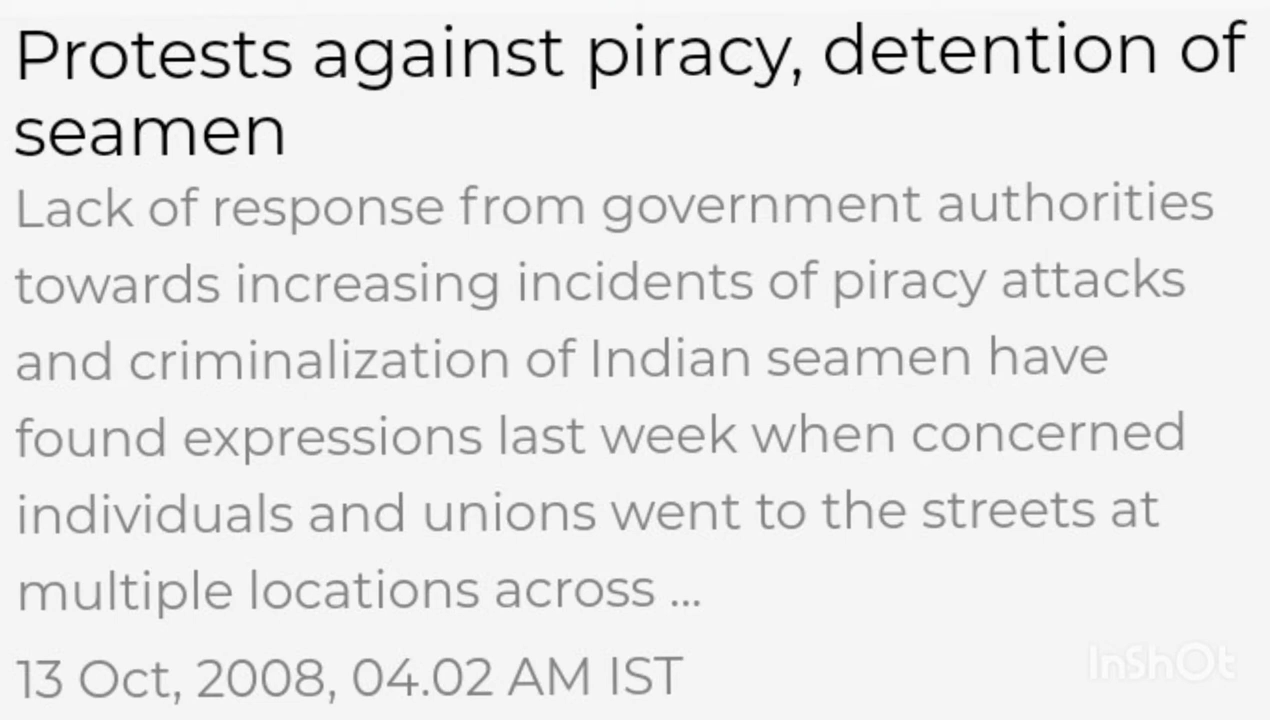 Protests against piracy, detention of
seamen
Lack of response from government authorities
towards increasing incidents of piracy attacks
and criminalization of Indian seamen have
found expressions last week when concerned
individuals and unions went to the streets at
multiple locations across ...
13 Oct, 2008, 04.02 AM IST
InShOt